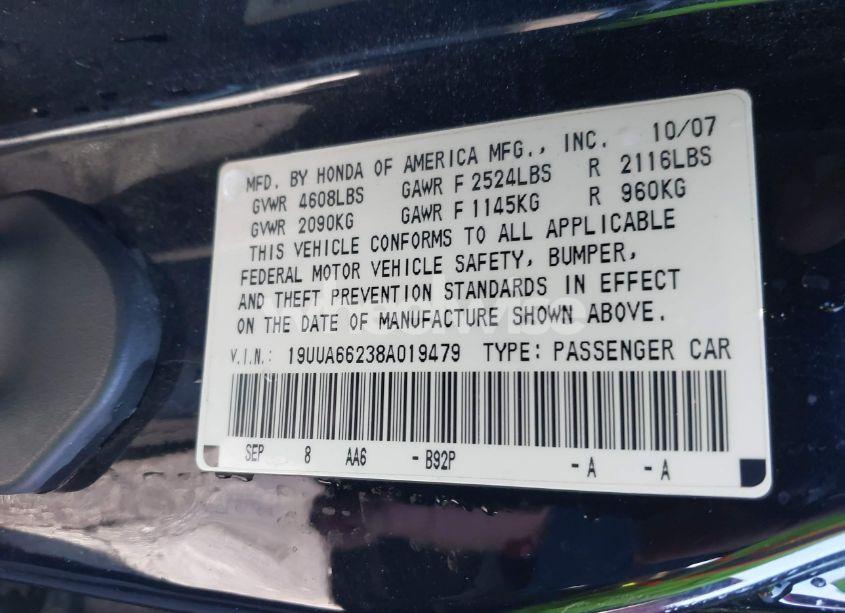 MFD. BY HONDA OF AMERICA MFG., INC. 10/07
GVWR 4608LBS GAWR F 2524LBS R 2116LBS
GVWR 2090KG GAWR F 1145KG R 960KG
THIS VEHICLE CONFORMS TO ALL APPLICABLE
FEDERAL MOTOR VEHICLE SAFETY, BUMPER,
AND THEFT PREVENTION STANDARDS IN EFFECT
ON THE DATE OF MANUFACTURE SHOWN ABOVE.
V.I.N.: 19UUA66238A019479 TYPE: PASSENGER CAR
SEP 8 AA6 -B92P -A -A